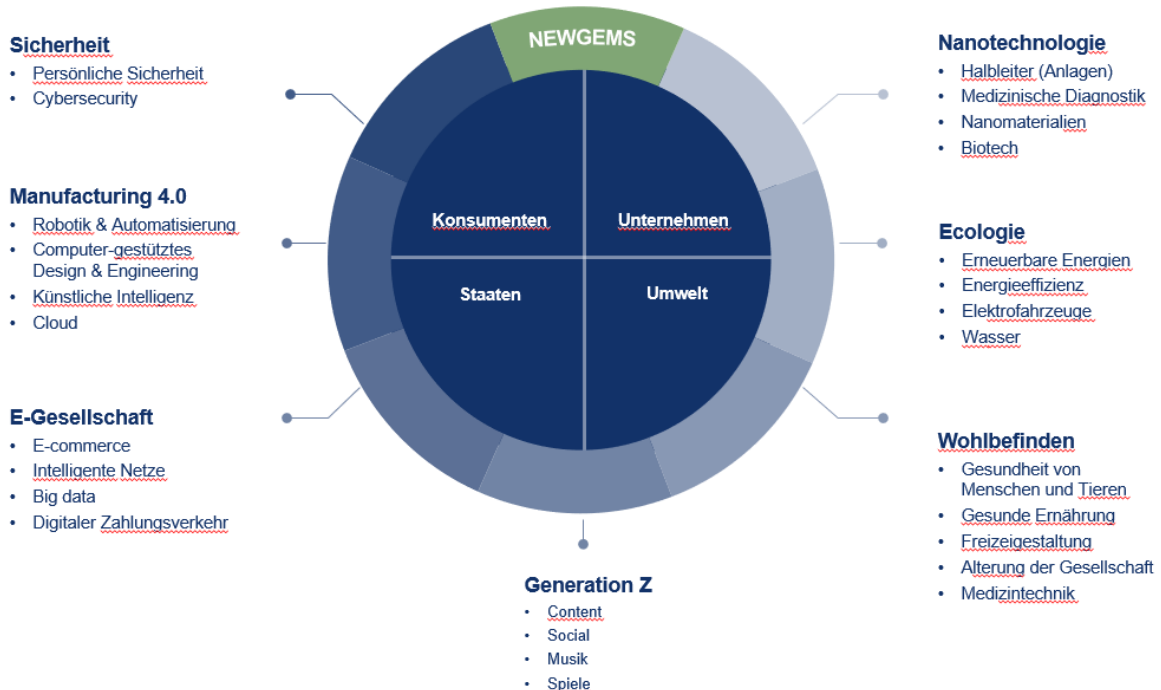 NEWGEMS
Sicherheit
• Persönliche Sicherheit
• Cybersecurity
Manufacturing 4.0
• Robotik & Automatisierung
• Computer-gestütztes
Design & Engineering
• Künstliche Intelligenz
• Cloud
E-Gesellschaft
• E-commerce
• Intelligente Netze
• Big data
• Digitaler Zahlungsverkehr
Konsumenten
Unternehmen
Staaten
Umwelt
Generation Z
• Content
• Social
• Musik
• Spiele
Nanotechnologie
• Halbleiter (Anlagen)
• Medizinische Diagnostik
• Nanomaterialien
• Biotech
Ecologie
• Erneuerbare Energien
• Energieeffizienz
• Elektrofahrzeuge
• Wasser
Wohlbefinden
• Gesundheit von
Menschen und Tieren
• Gesunde Ernährung
• Freizeigestaltung
• Alterung der Gesellschaft
• Medizintechnik